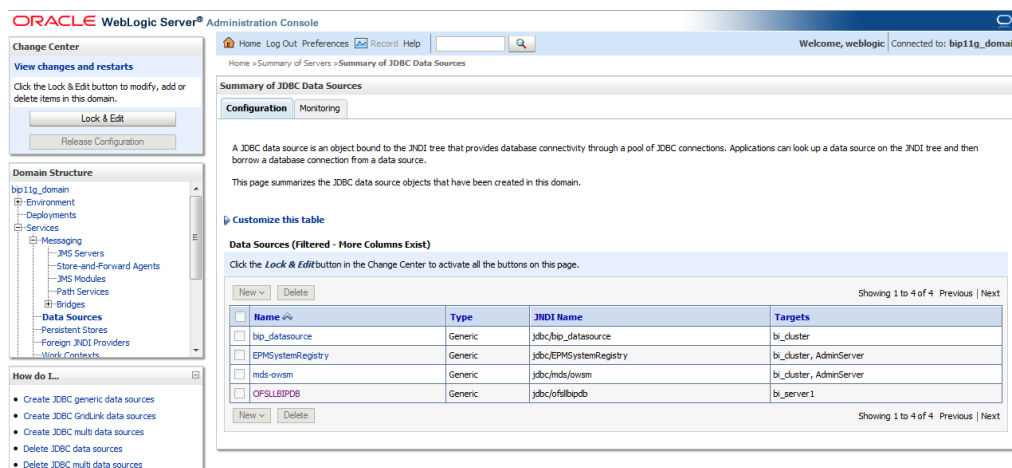 ORACLE WebLogic Server® Administration Console
Change Center
View changes and restarts
Click the Lock & Edit button to modify, add or
delete items in this domain.
Lock & Edit
Release Configuration
Domain Structure
bip11g_domain
Environment
Deployments
Services
Messaging
JMS Servers
Store-and-Forward Agents
JMS Modules
Path Services
Bridges
Data Sources
Persistent Stores
Foreign JNDI Providers
Work Contexts
How do I...
Create JDBC generic data sources
Create JDBC GridLink data sources
Create JDBC multi data sources
Delete JDBC data sources
Delete JDBC multi data sources
Home Log Out Preferences Record Help
Welcome, weblogic Connected to: bip11g_domai
Home >Summary of Servers >Summary of JDBC Data Sources
Summary of JDBC Data Sources
Configuration Monitoring
A JDBC data source is an object bound to the JNDI tree that provides database connectivity through a pool of JDBC connections. Applications can look up a data source on the JNDI tree and then
borrow a database connection from a data source.
This page summarizes the JDBC data source objects that have been created in this domain.
Customize this table
Data Sources (Filtered - More Columns Exist)
Click the Lock & Edit button in the Change Center to activate all the buttons on this page.
New Delete Showing 1 to 4 of 4 Previous | Next
Name Type JNDI Name Targets
bip_datasource Generic jdbc/bip_datasource bi_cluster
EPMSystemRegistry Generic jdbc/EPMSystemRegistry bi_cluster, AdminServer
mds-owsm Generic jdbc/mds/owsm bi_cluster, AdminServer
OFSLLBIPDB Generic jdbc/ofsllbipdb bi_server1
New Delete Showing 1 to 4 of 4 Previous | Next